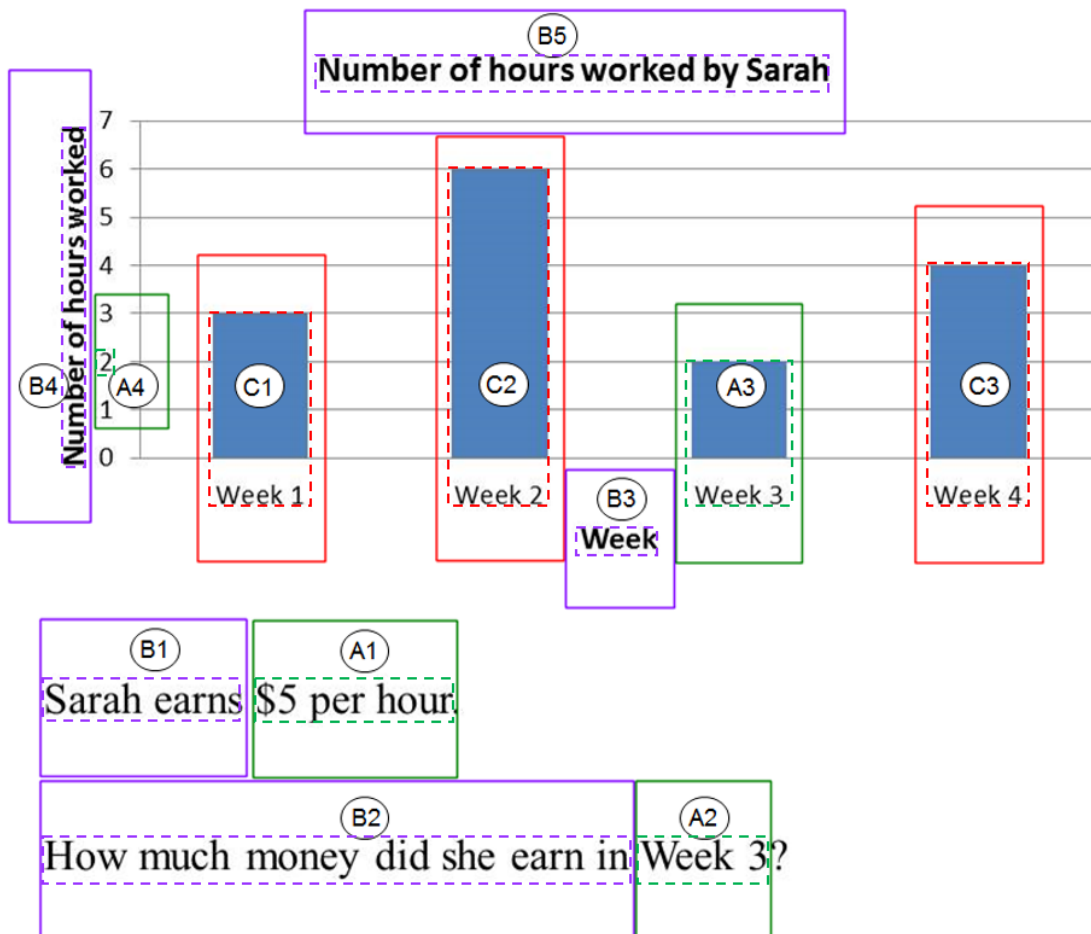 B5
Number of hours worked by Sarah
Number of hours worked
7
6
5
4
3
2
1
0
B4
A4
C1
C2
A3
C3
Week 1
Week 2
Week 3
Week 4
B3
Week
B1
A1
Sarah earns $5 per hour.
B2
A2
How much money did she earn in Week 3?